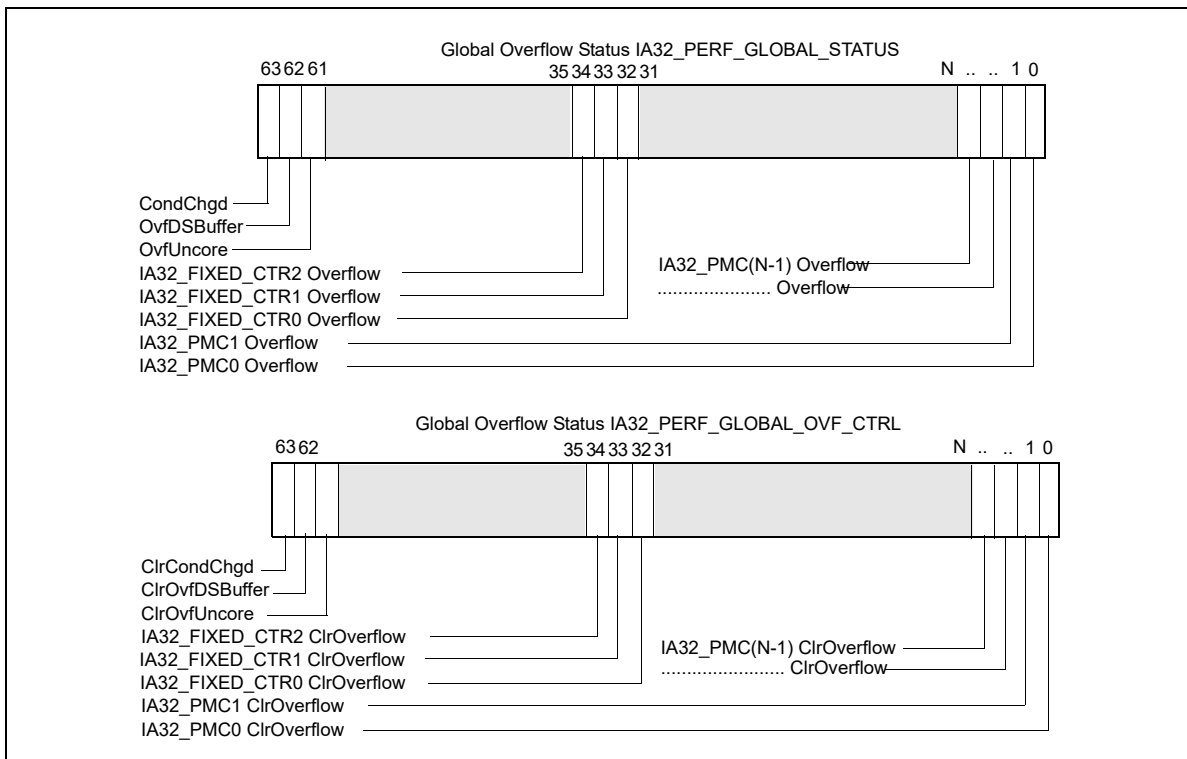 Global Overflow Status IA32_PERF_GLOBAL_STATUS
63 62 61 35 34 33 32 31 N .. .. 1 0
CondChgd
OvfDSBuffer
OvfUncore
IA32_FIXED_CTR2 Overflow
IA32_FIXED_CTR1 Overflow
IA32_FIXED_CTR0 Overflow
IA32_PMC1 Overflow
IA32_PMC0 Overflow
IA32_PMC(N-1) Overflow
...................... Overflow
Global Overflow Status IA32_PERF_GLOBAL_OVF_CTRL
63 62 35 34 33 32 31 N .. .. 1 0
ClrCondChgd
ClrOvfDSBuffer
ClrOvfUncore
IA32_FIXED_CTR2 ClrOverflow
IA32_FIXED_CTR1 ClrOverflow
IA32_FIXED_CTR0 ClrOverflow
IA32_PMC1 ClrOverflow
IA32_PMC0 ClrOverflow
IA32_PMC(N-1) ClrOverflow
........................ ClrOverflow